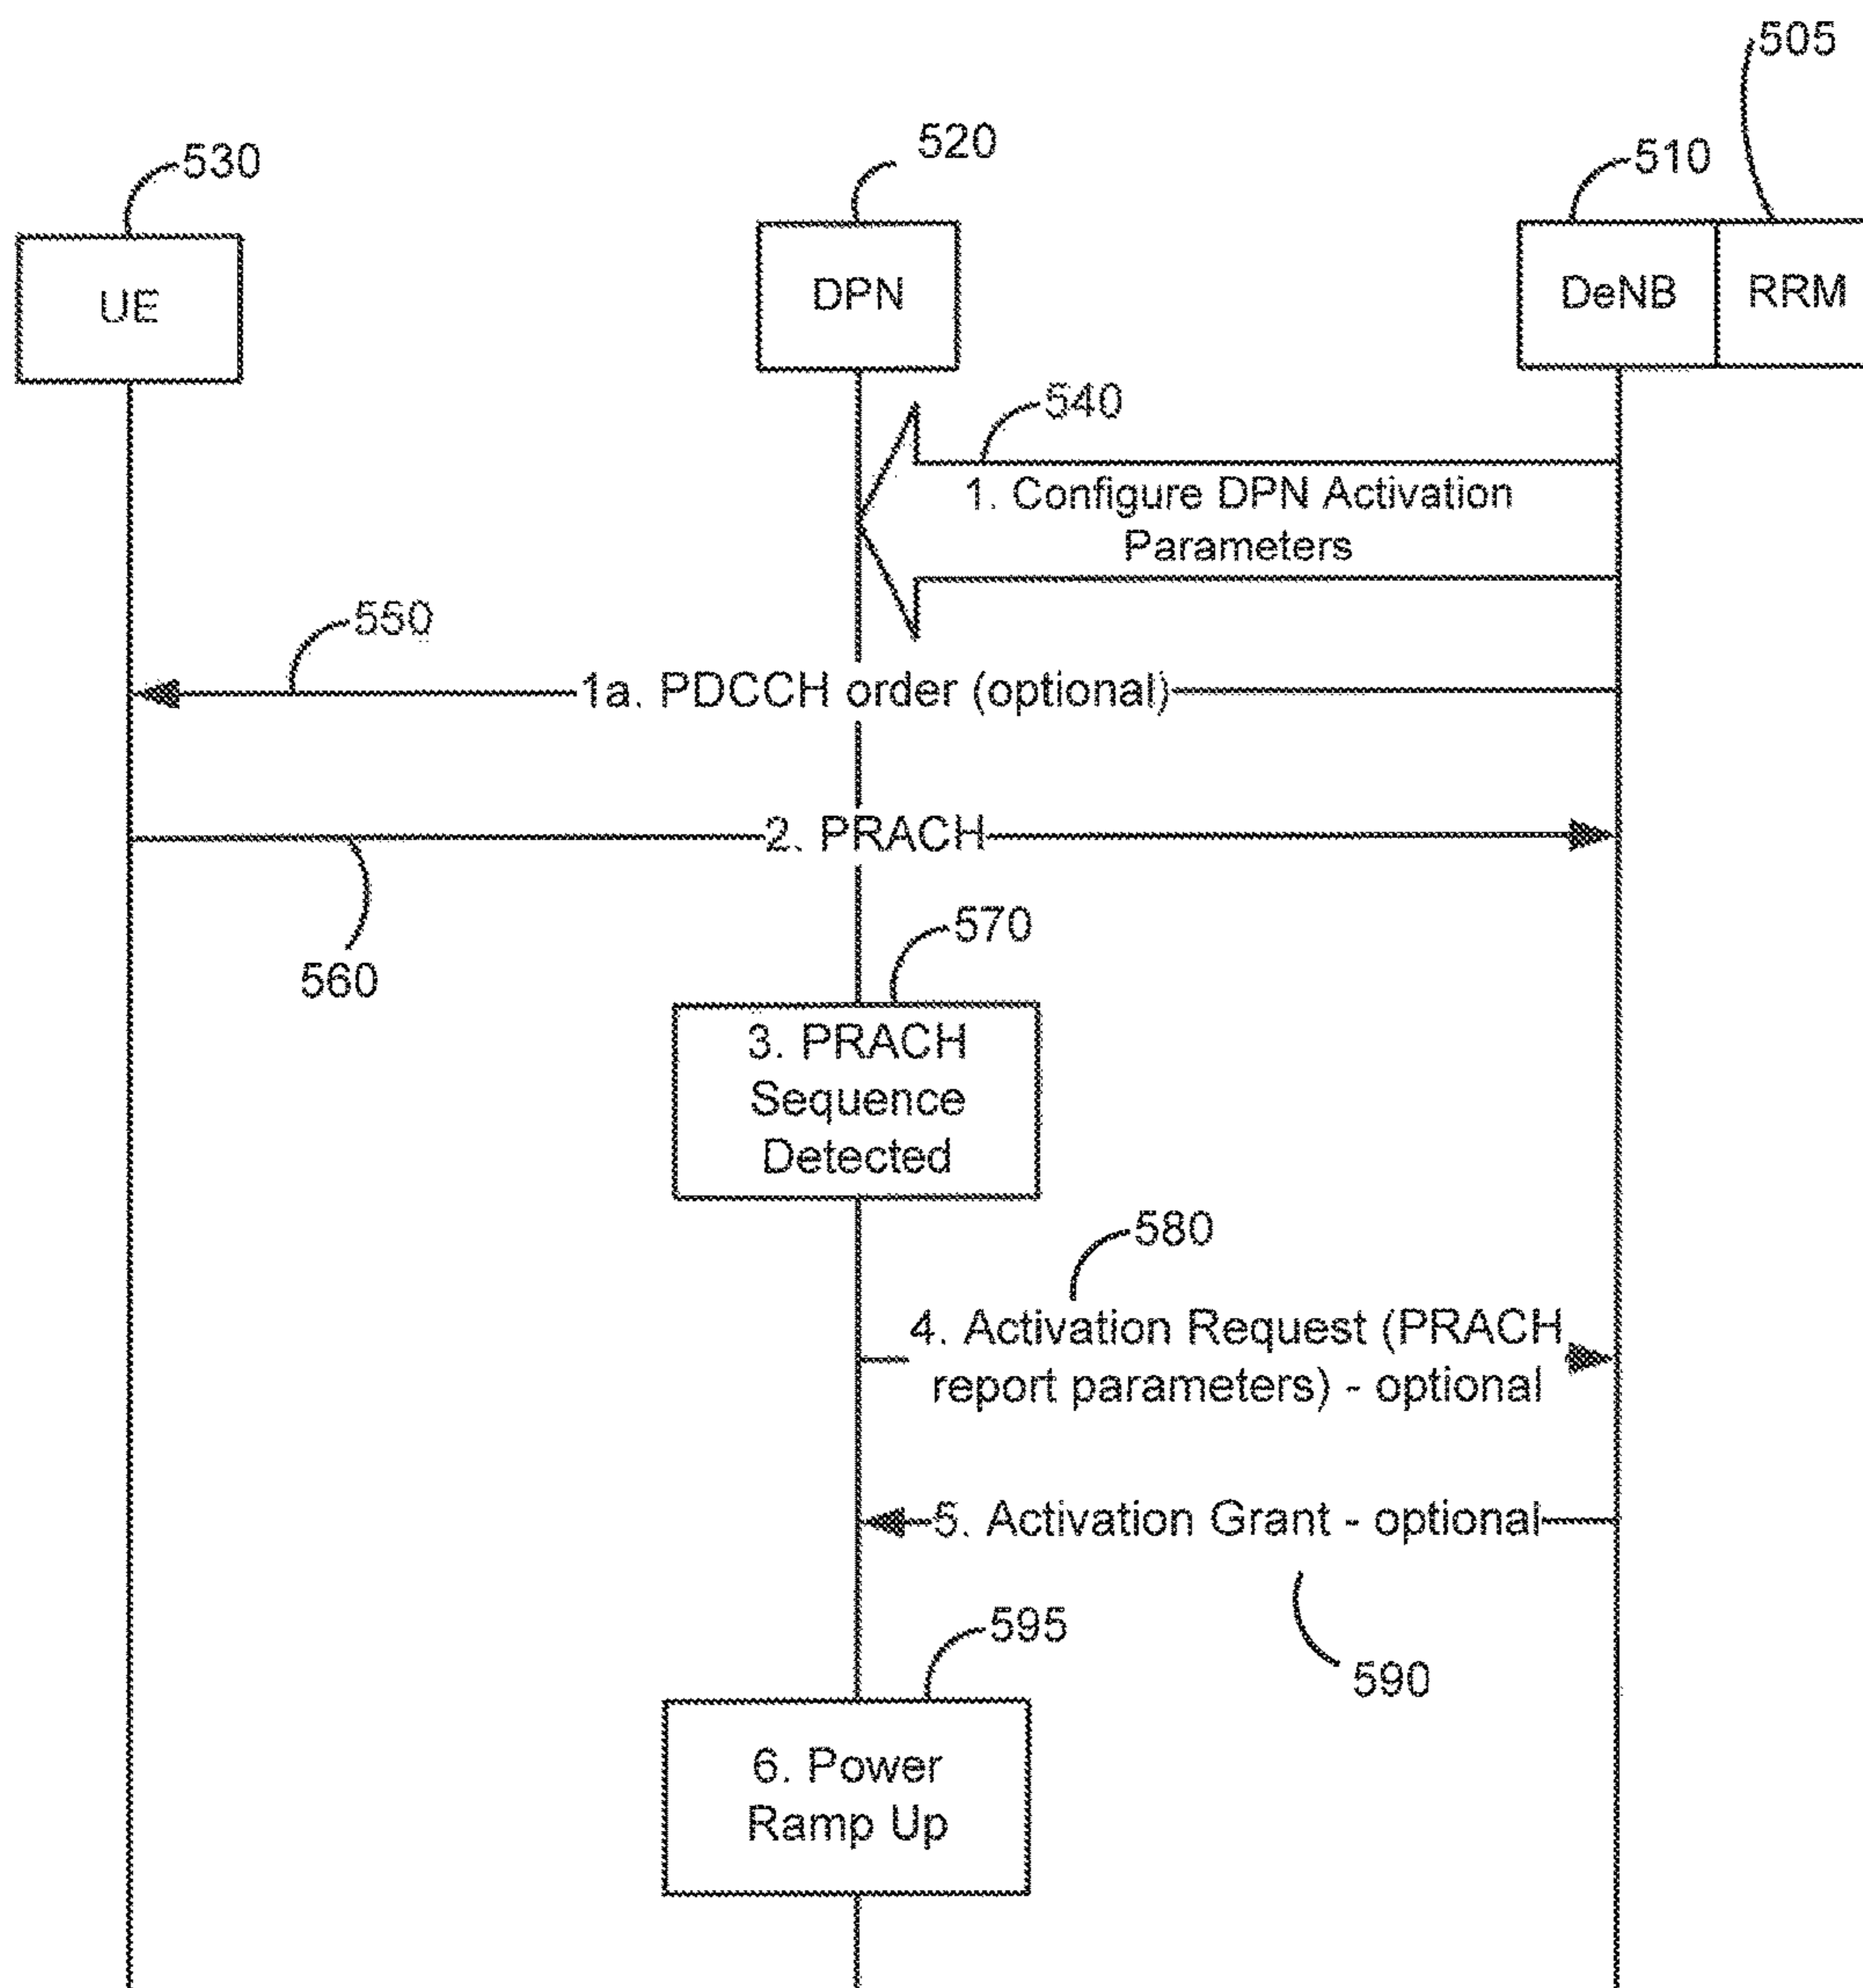 505
530
520
510
UE
DPN
DeNB
RRM
540
1. Configure DPN Activation
Parameters
550
1a. PDCCH order (optional)
2. PRACH
560
570
3. PRACH
Sequence
Detected
580
4. Activation Request (PRACH
report parameters) - optional
5. Activation Grant - optional
590
595
6. Power
Ramp Up